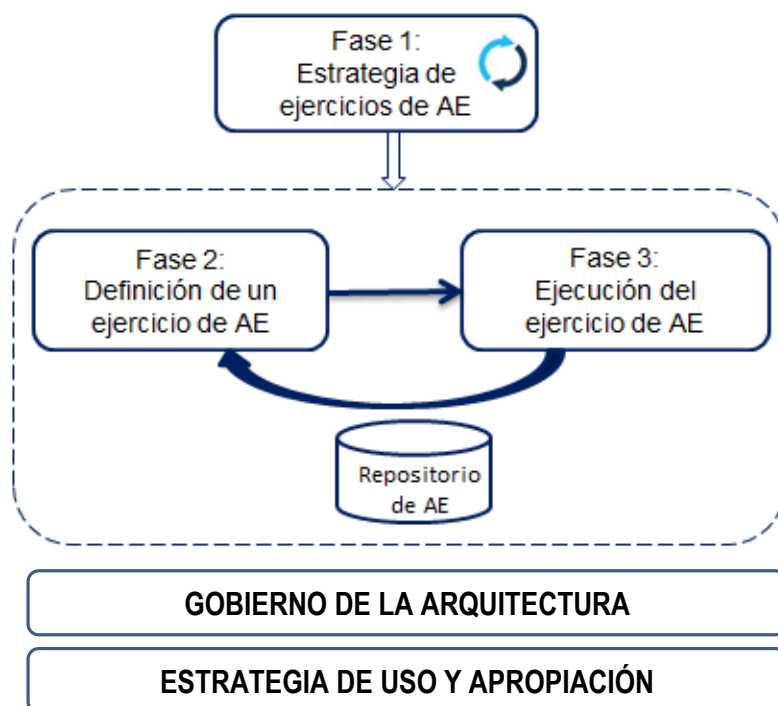 Fase 1:
Estrategia de
ejercicios de AE
Fase 2:
Definición de un
ejercicio de AE
Fase 3:
Ejecución del
ejercicio de AE
Repositorio
de AE
GOBIERNO DE LA ARQUITECTURA
ESTRATEGIA DE USO Y APROPIACIÓN